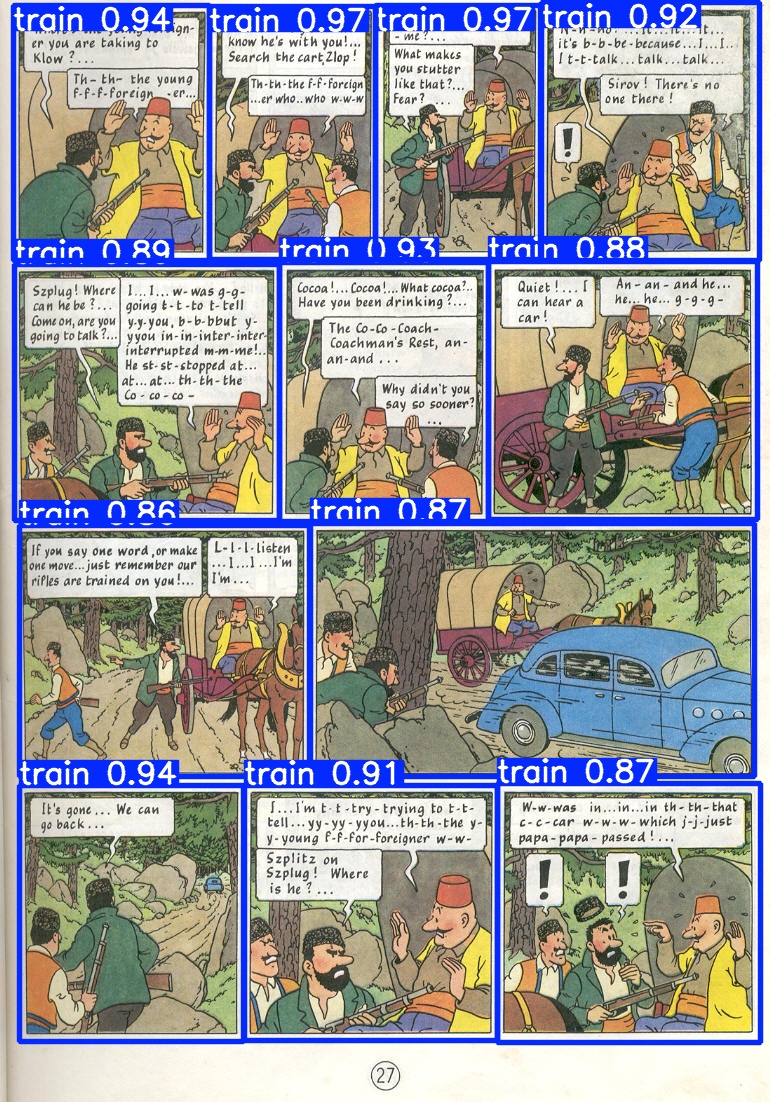 train 0.94
er you are taking to
Klow ?...
Th-th- the young
f-f-f-foreign -er...
train 0.97
know he's with you!...
Search the cart, Zlop!
Th-th-the f-f-foreign
...er who..who w-w-w
train 0.97
- me ?...
What makes
you stutter
like that?...
Fear? ...
train 0.92
it's b-b-be-because...I...I...
I t-t-talk...talk...talk...
Sirov! There's no
one there !
!
train 0.89
Szplug! Where
can he be ?...
Come on, are you
going to talk ?...
I...I... w-was g-g-
going t-t-to t-tell
y-y-you, b-b-bbut y-
yyou in-in-inter-inter-
interrupted m-m-me!..
He st-st-stopped at...
at... at... th-th-the
Co - co - co -
train 0.93
Cocoa!...Cocoa!...What cocoa?..
Have you been drinking ?...
The Co-Co-Coach-
Coachman's Rest, an-
an-and ...
Why didn't you
say so sooner?
...
train 0.88
Quiet !... I
can hear a
car !
An- an- and he...
he... he... g-g-g-
train 0.86
If you say one word, or make
one move...just remember our
rifles are trained on you!...
L-l-l-listen
...I...I...I'm
I'm...
train 0.87
train 0.94
It's gone... We can
go back...
train 0.91
I...I'm t-t-try-trying to t-t-
tell...yy-yy-yyou...th-th-the y-
y-young f-f-for-foreigner w-w-
Szplitz on
Szplug! Where
is he ?...
train 0.87
W-w-was in...in...in th-th-that
c-c-car w-w-w-which j-j-just
papa-papa-passed !...
!
!
27